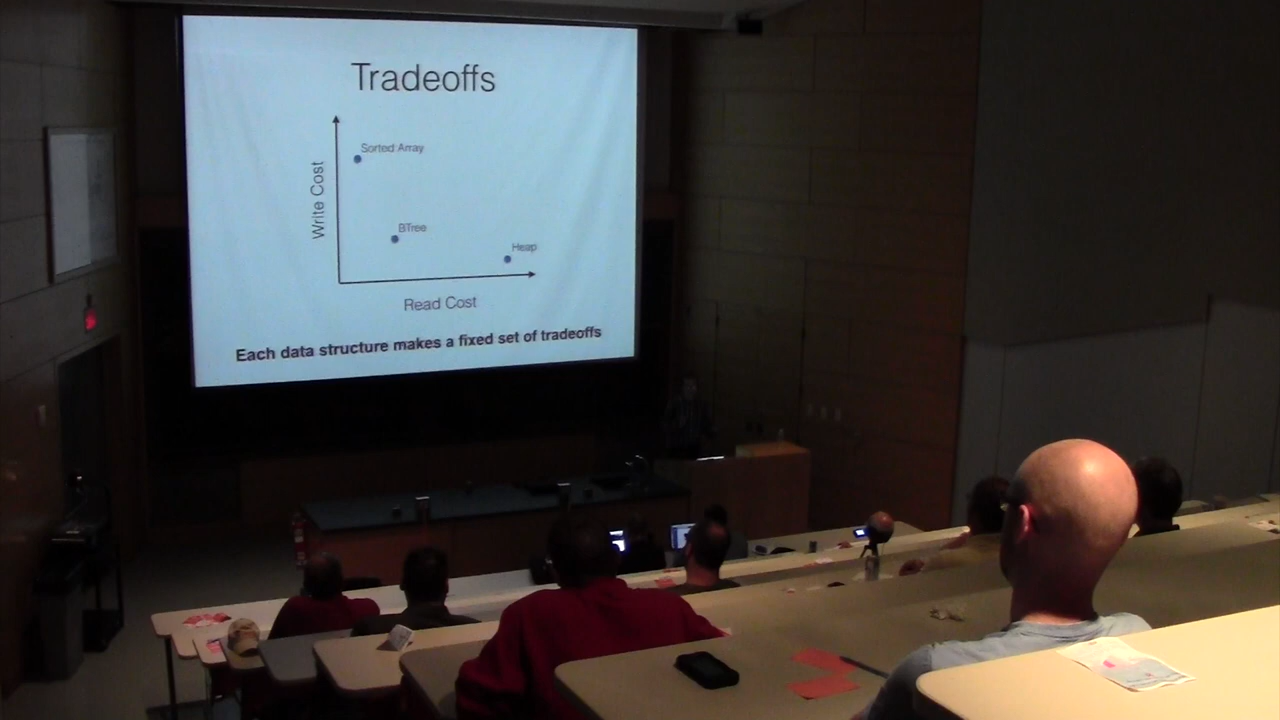 Tradeoffs
Sorted Array
Write Cost
BTree
Heap
Read Cost
Each data structure makes a fixed set of tradeoffs